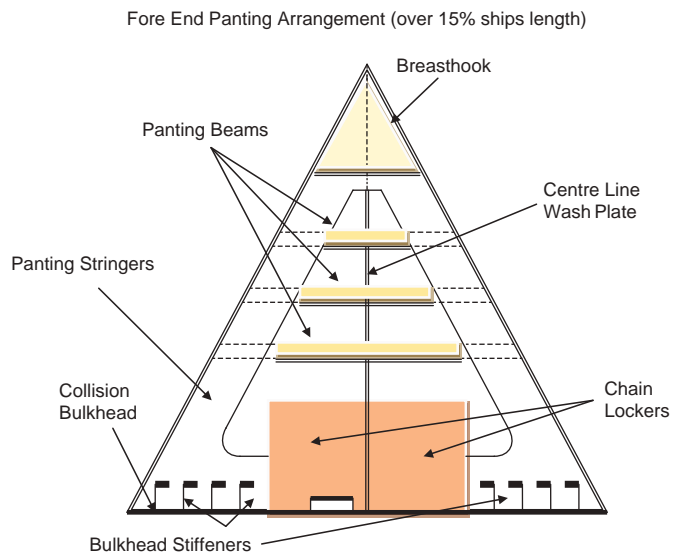 Fore End Panting Arrangement (over 15% ships length)
Breasthook
Panting Beams
Centre Line
Wash Plate
Panting Stringers
Collision
Bulkhead
Chain
Lockers
Bulkhead Stiffeners